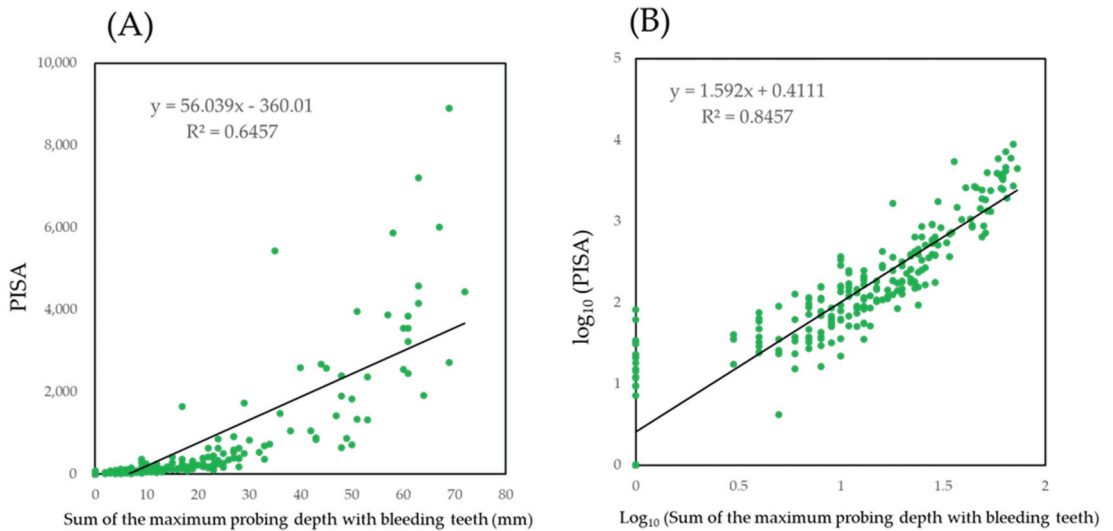 (A)
10,000
8,000
6,000
4,000
2,000
0
PISA
y = 56.039x - 360.01
R² = 0.6457
0 10 20 30 40 50 60 70 80
Sum of the maximum probing depth with bleeding teeth (mm)
(B)
5
4
3
2
1
0
log₁₀ (PISA)
y = 1.592x + 0.4111
R² = 0.8457
0 0.5 1 1.5 2
Log₁₀ (Sum of the maximum probing depth with bleeding teeth)